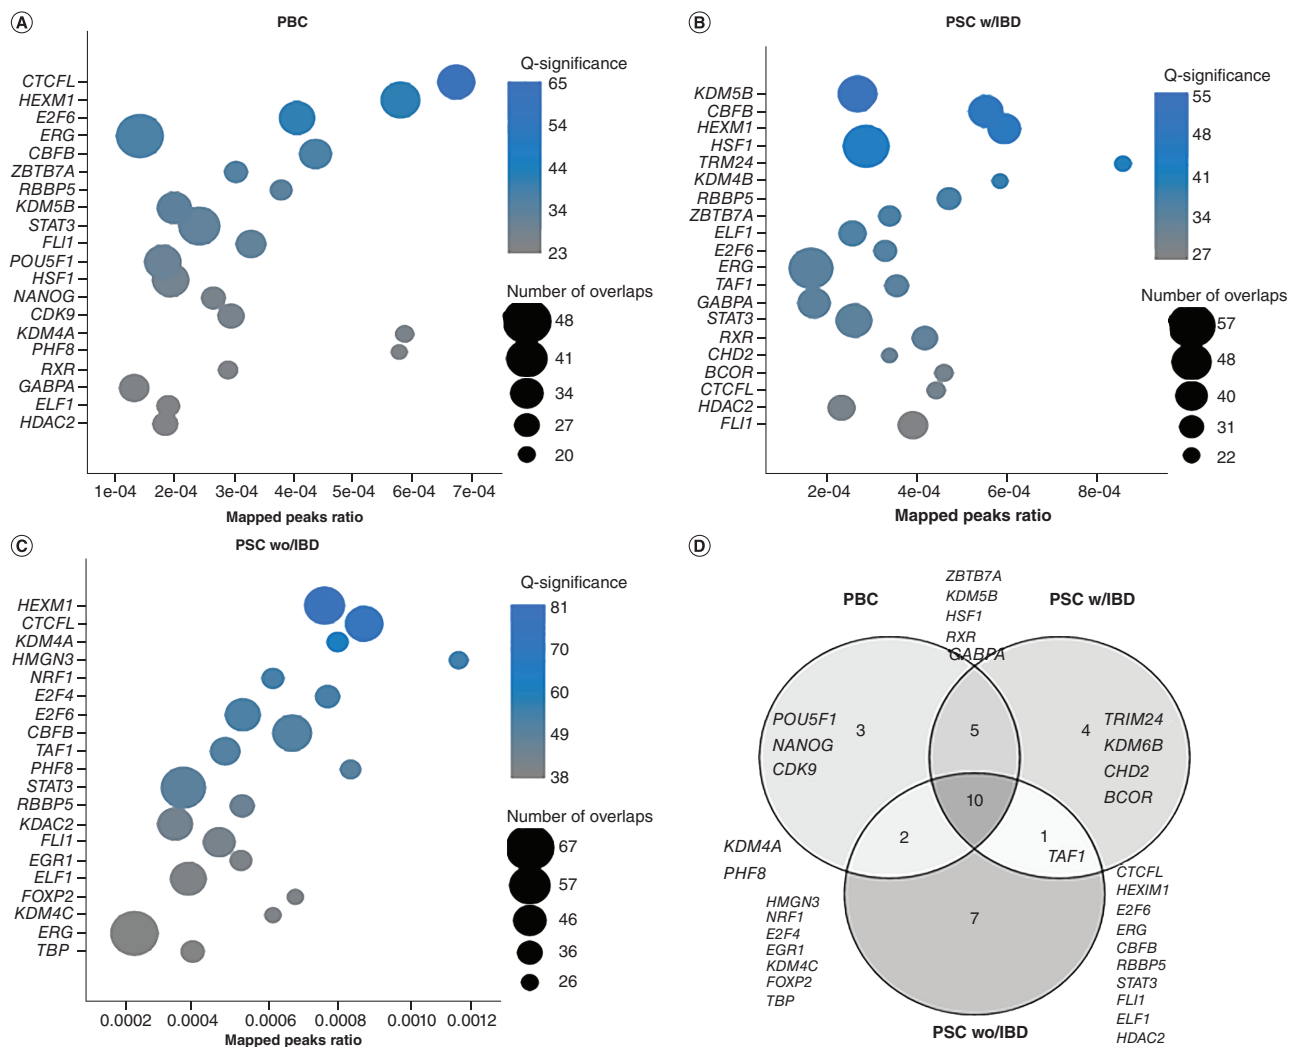 A
PBC
CTCFL
HEXM1
E2F6
ERG
CBFB
ZBTB7A
RBBP5
KDM5B
STAT3
FLI1
POU5F1
HSF1
NANOG
CDK9
KDM4A
PHF8
RXR
GABPA
ELF1
HDAC2
1e-04 2e-04 3e-04 4e-04 5e-04 6e-04 7e-04
Mapped peaks ratio
Q-significance
65
54
44
34
23
Number of overlaps
48
41
34
27
20
B
PSC w/IBD
KDM5B
CBFB
HEXM1
HSF1
TRM24
KDM4B
RBBP5
ZBTB7A
ELF1
E2F6
ERG
TAF1
GABPA
STAT3
RXR
CHD2
BCOR
CTCFL
HDAC2
FLI1
2e-04 4e-04 6e-04 8e-04
Mapped peaks ratio
Q-significance
55
48
41
34
27
Number of overlaps
57
48
40
31
22
C
PSC wo/IBD
HEXM1
CTCFL
KDM4A
HMGN3
NRF1
E2F4
E2F6
CBFB
TAF1
PHF8
STAT3
RBBP5
KDAC2
FLI1
EGR1
ELF1
FOXP2
KDM4C
ERG
TBP
0.0002 0.0004 0.0006 0.0008 0.0010 0.0012
Mapped peaks ratio
Q-significance
81
70
60
49
38
Number of overlaps
67
57
46
36
26
D
PBC
PSC w/IBD
ZBTB7A
KDM5B
HSF1
RXR
GABPA
POU5F1
NANOG
CDK9
3
5
4
TRIM24
KDM6B
CHD2
BCOR
10
2
1
TAF1
7
KDM4A
PHF8
HMGN3
NRF1
E2F4
EGR1
KDM4C
FOXP2
TBP
CTCFL
HEXIM1
E2F6
ERG
CBFB
RBBP5
STAT3
FLI1
ELF1
HDAC2
PSC wo/IBD